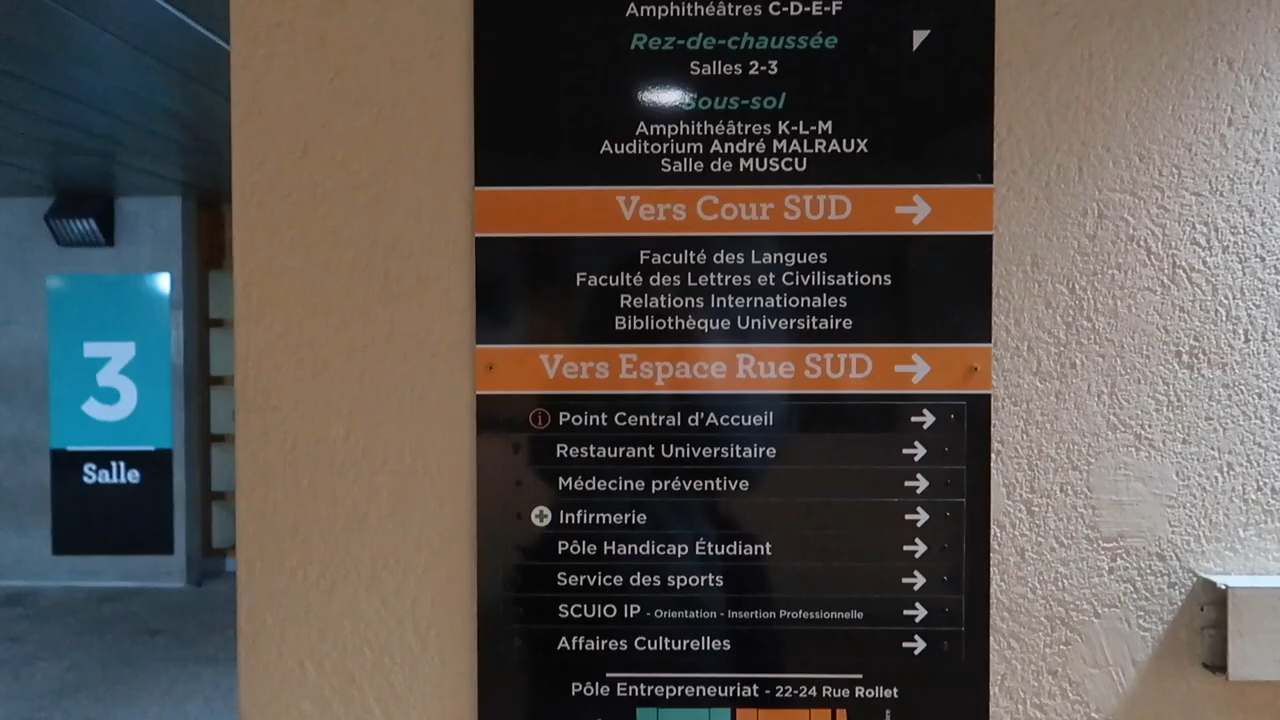 Amphithéâtres C-D-E-F
Rez-de-chaussée
Salles 2-3
Sous-sol
Amphithéâtres K-L-M
Auditorium André MALRAUX
Salle de MUSCU
Vers Cour SUD
Faculté des Langues
Faculté des Lettres et Civilisations
Relations Internationales
Bibliothèque Universitaire
Vers Espace Rue SUD
Point Central d'Accueil
Restaurant Universitaire
Médecine préventive
Infirmerie
Pôle Handicap Étudiant
Service des sports
SCUIO IP - Orientation - Insertion Professionnelle
Affaires Culturelles
Pôle Entrepreneuriat - 22-24 Rue Rollet
3
Salle